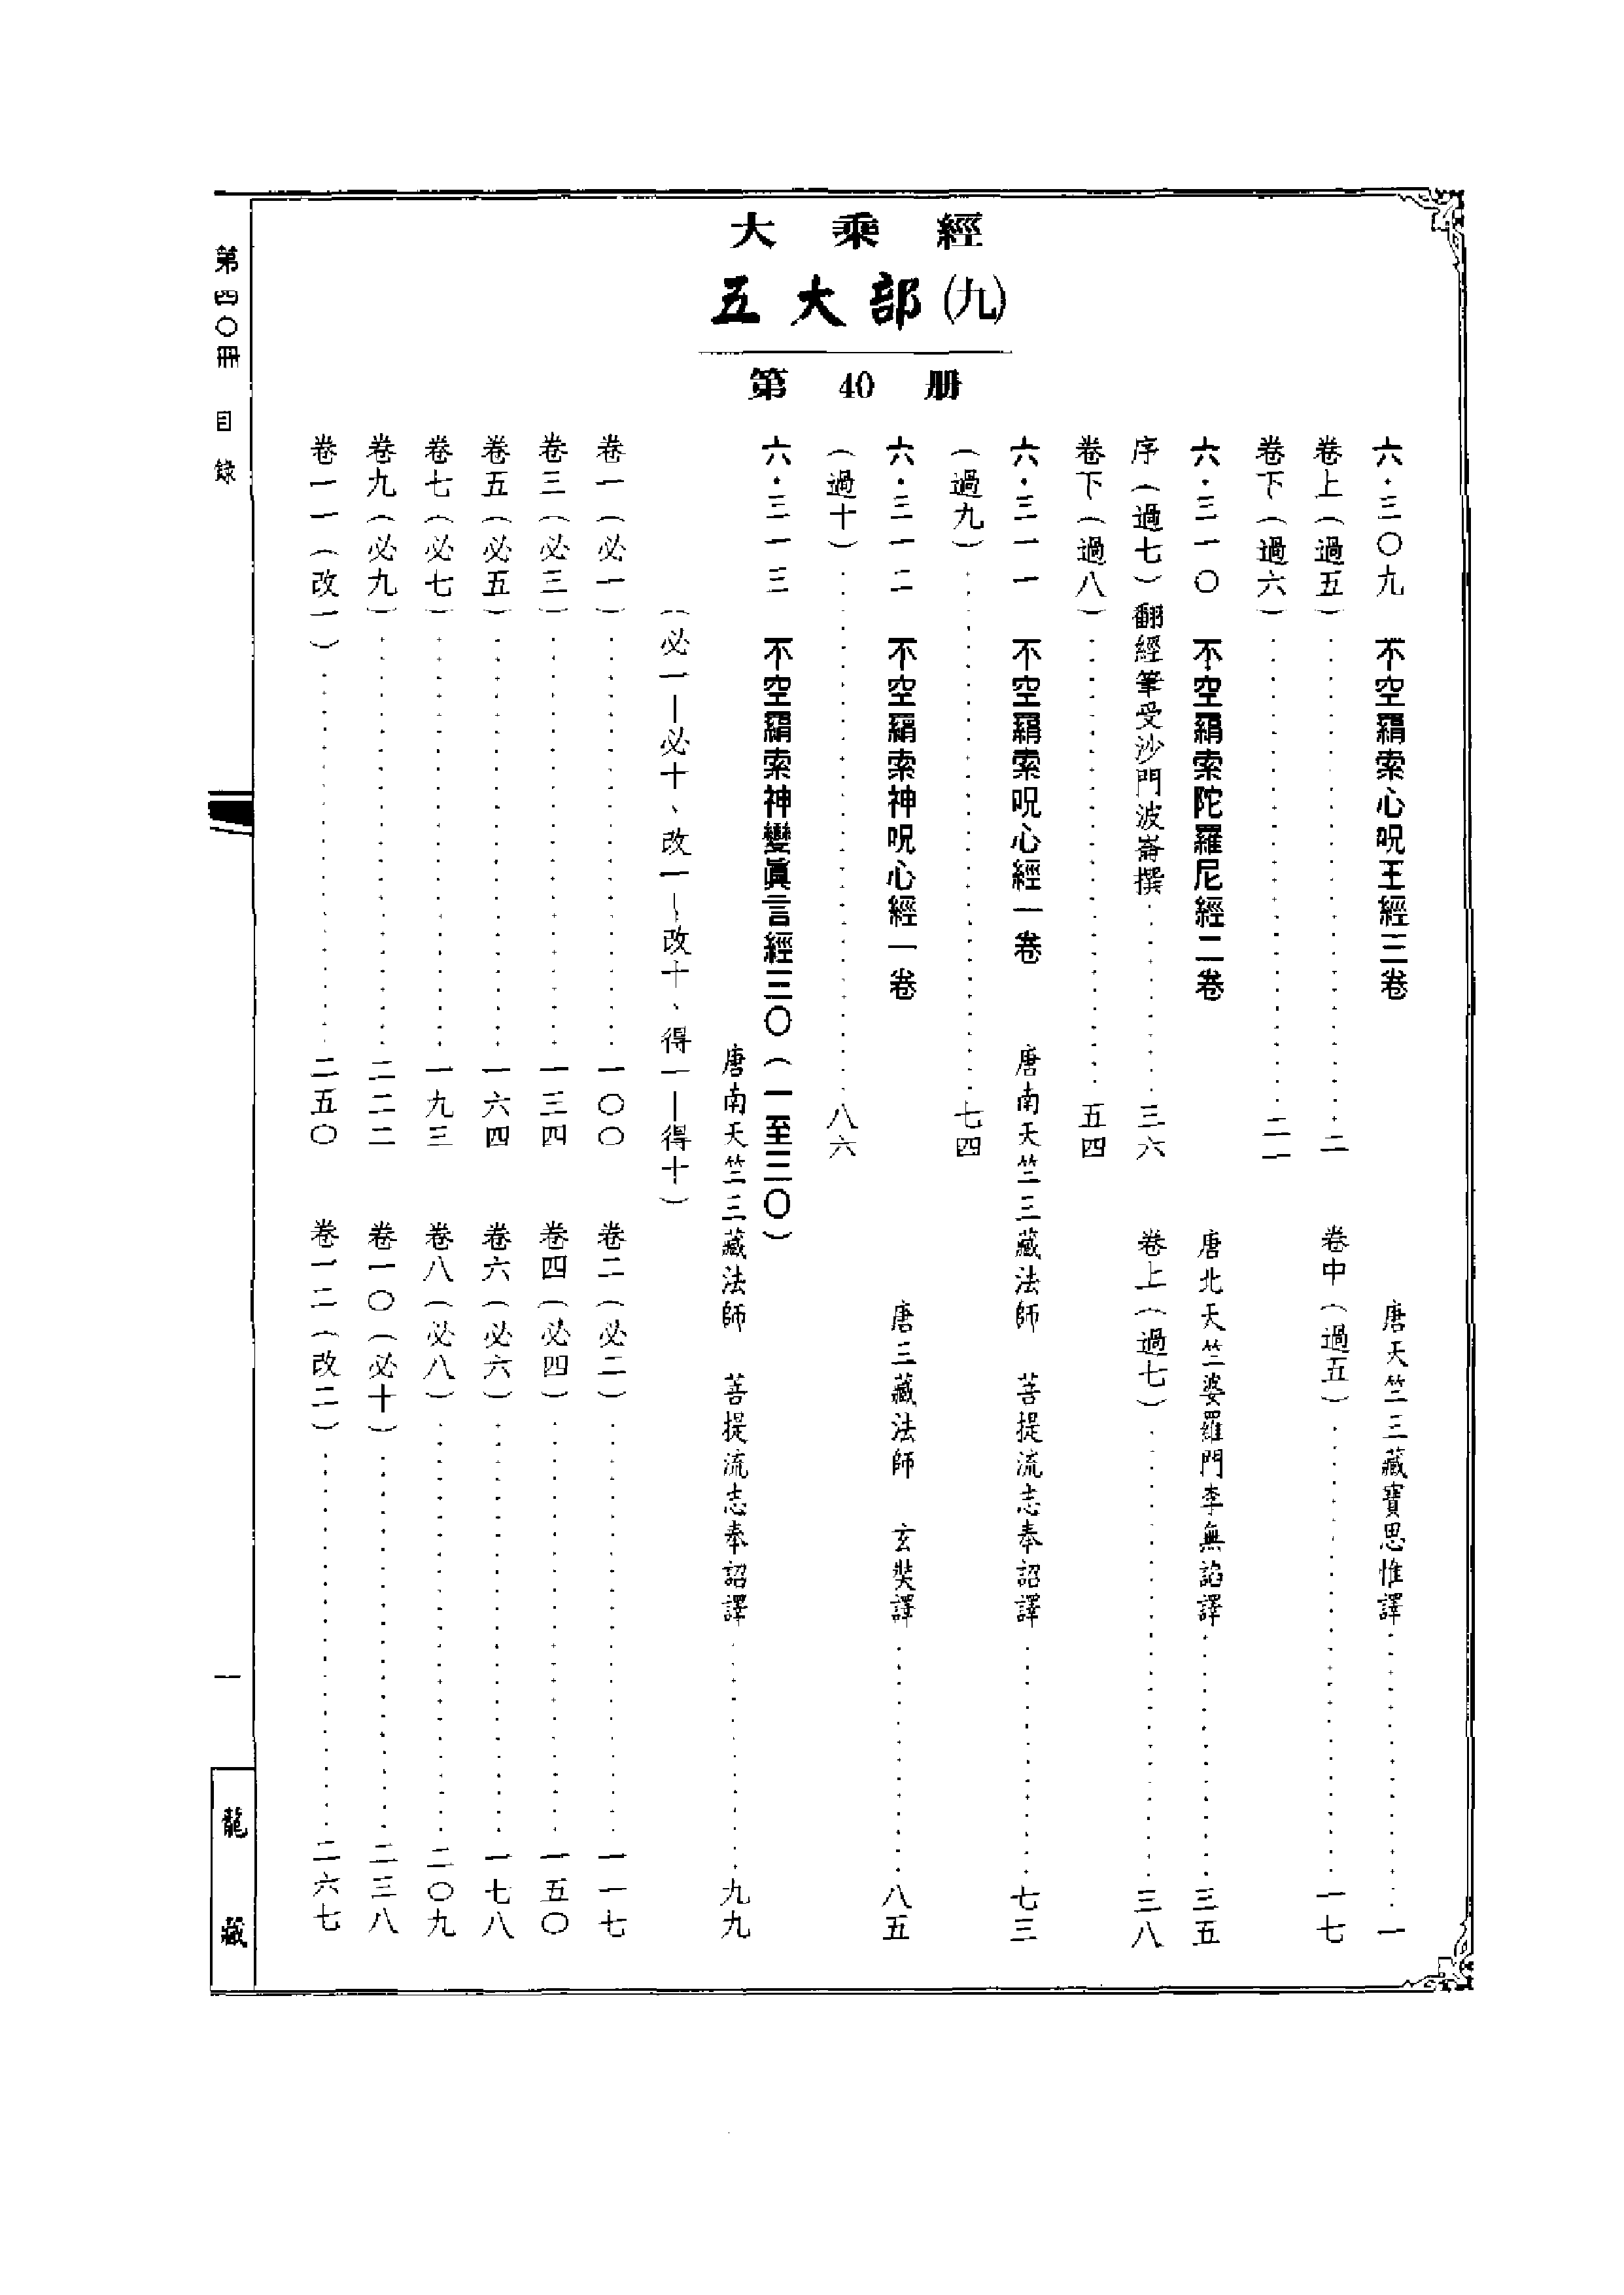 大乘經
五大部(九)
第40册
六·三〇九　不空羂索心呪王經三卷　唐天竺三藏寶思惟譯……一
卷上（過五）……二　卷中（過五）……一七
卷下（過六）……二一
六·三一〇　不空羂索陀羅尼經二卷　唐北天竺婆羅門李無諂譯……三五
序（過七）翻經筆受沙門波崙撰……三六　卷上（過七）……三八
卷下（過八）……五四
六·三一一　不空羂索呪心經一卷　唐南天竺三藏法師　菩提流志奉詔譯……七三
（過九）……七四
六·三一二　不空羂索神呪心經一卷　唐三藏法師　玄奘譯……八五
（過十）……八六
六·三一三　不空羂索神變眞言經三〇（一至三〇）
唐南天竺三藏法師　菩提流志奉詔譯……九九
（必一—必十、改一—改十、得一—得十）
卷一（必一）……一〇〇　卷二（必二）……一一七
卷三（必三）……一三四　卷四（必四）……一五〇
卷五（必五）……一六四　卷六（必六）……一七八
卷七（必七）……一九三　卷八（必八）……二〇九
卷九（必九）……二二二　卷一〇（必十）……二三八
卷一一（改一）……二五〇　卷一二（改二）……二六七
第四〇冊　目錄
一
龍藏